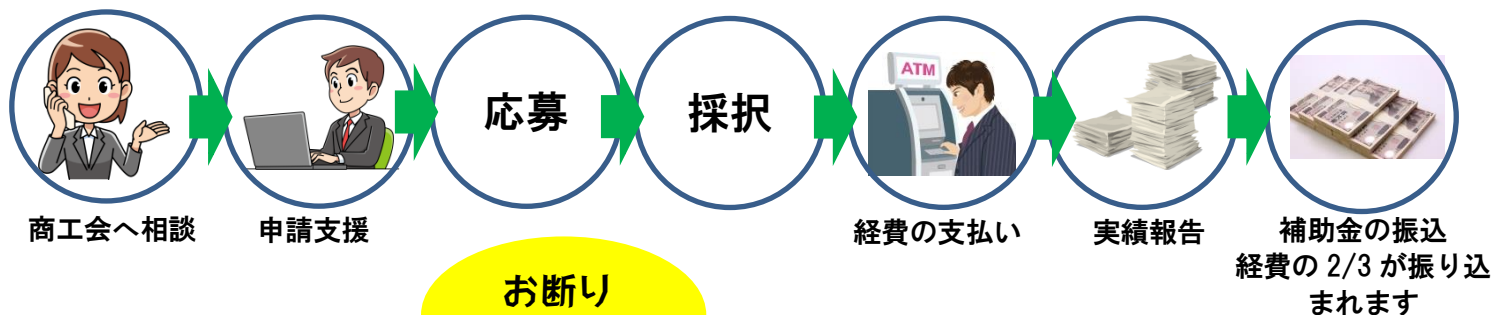 応募
採択
ATM
商工会へ相談
申請支援
経費の支払い
実績報告
補助金の振込
経費の 2/3 が振り込
まれます
お断り